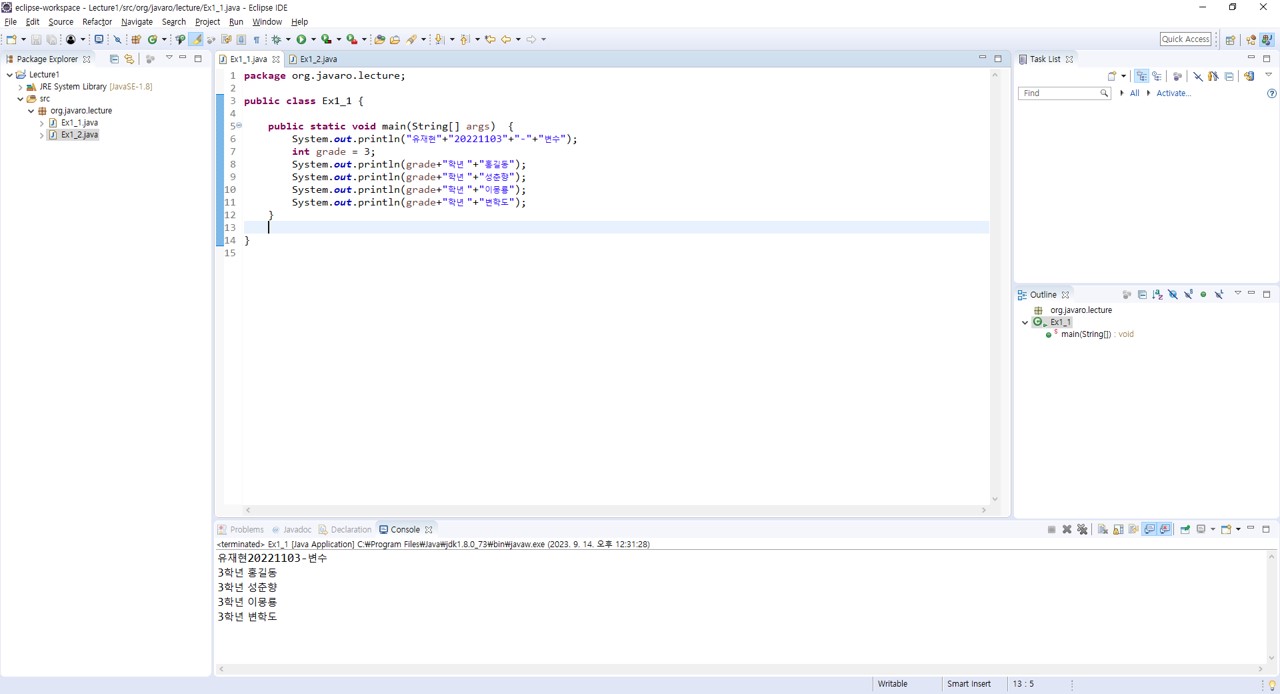 eclipse-workspace - Lecture1/src/org/javaro/lecture/Ex1_1.java - Eclipse IDE
File Edit Source Refactor Navigate Search Project Run Window Help
Quick Access
Package Explorer
Lecture1
JRE System Library [JavaSE-1.8]
src
org.javaro.lecture
Ex1_1.java
Ex1_2.java
Ex1_1.java Ex1_2.java
1 package org.javaro.lecture;
2
3 public class Ex1_1 {
4
5 public static void main(String[] args)  {
6 System.out.println("유재현"+"20221103"+"-"+"변수");
7 int grade = 3;
8 System.out.println(grade+"학년 "+"홍길동");
9 System.out.println(grade+"학년 "+"성춘향");
10 System.out.println(grade+"학년 "+"이몽룡");
11 System.out.println(grade+"학년 "+"변학도");
12 }
13
14 }
15
Task List
Find All Activate...
Outline
org.javaro.lecture
Ex1_1
main(String[]) : void
Problems Javadoc Declaration Console
<terminated> Ex1_1 [Java Application] C:₩Program Files₩Java₩jdk1.8.0_73₩bin₩javaw.exe (2023. 9. 14. 오후 12:31:28)
유재현20221103-변수
3학년 홍길동
3학년 성춘향
3학년 이몽룡
3학년 변학도
Writable Smart Insert 13 : 5